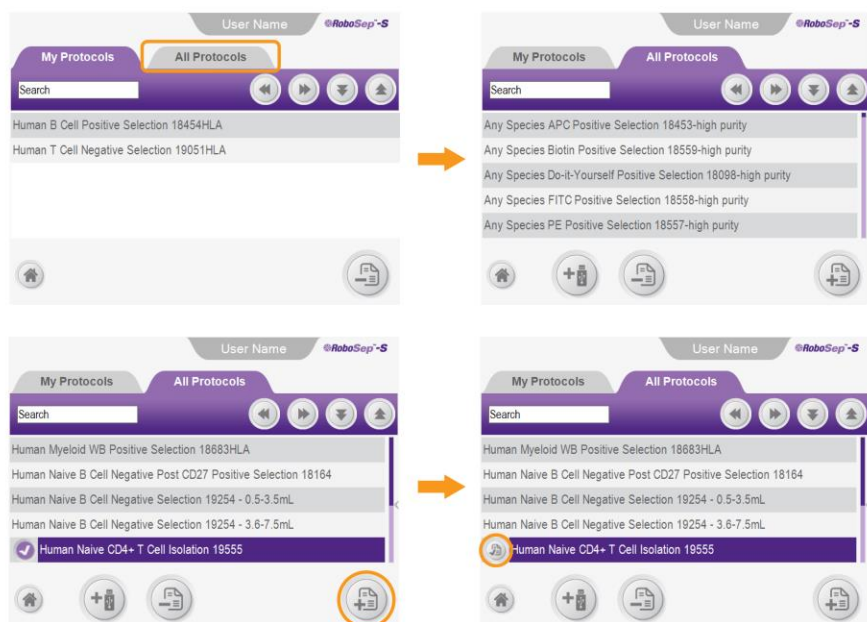 User Name
RoboSep-S
My Protocols
All Protocols
Search
Human B Cell Positive Selection 18454HLA
Human T Cell Negative Selection 19051HLA
User Name
RoboSep-S
My Protocols
All Protocols
Search
Any Species APC Positive Selection 18453-high purity
Any Species Biotin Positive Selection 18559-high purity
Any Species Do-it-Yourself Positive Selection 18098-high purity
Any Species FITC Positive Selection 18558-high purity
Any Species PE Positive Selection 18557-high purity
User Name
RoboSep-S
My Protocols
All Protocols
Search
Human Myeloid WB Positive Selection 18683HLA
Human Naive B Cell Negative Post CD27 Positive Selection 18164
Human Naive B Cell Negative Selection 19254 - 0.5-3.5mL
Human Naive B Cell Negative Selection 19254 - 3.6-7.5mL
Human Naive CD4+ T Cell Isolation 19555
User Name
RoboSep-S
My Protocols
All Protocols
Search
Human Myeloid WB Positive Selection 18683HLA
Human Naive B Cell Negative Post CD27 Positive Selection 18164
Human Naive B Cell Negative Selection 19254 - 0.5-3.5mL
Human Naive B Cell Negative Selection 19254 - 3.6-7.5mL
Human Naive CD4+ T Cell Isolation 19555